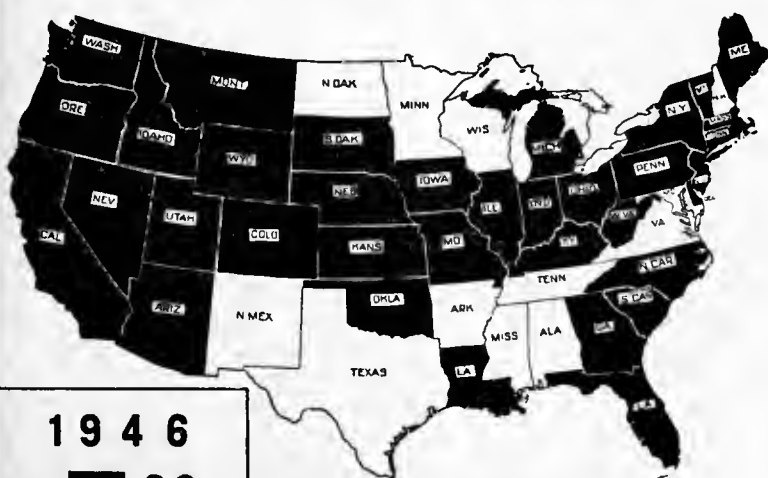 WASH
MONT
N DAK
MINN
ME
VT
N.Y
ORE
IDAHO
WYO
S DAK
WIS
MICH
MASS
PENN
NEV
UTAH
COLO
NEB
IOWA
ILL
IND
OHIO
W VA
VA
CAL
KANS
MO
KY
N CAR
TENN
S CAR
ARIZ
N MEX
OKLA
ARK
MISS
ALA
GA
TEXAS
LA
FLA
1946